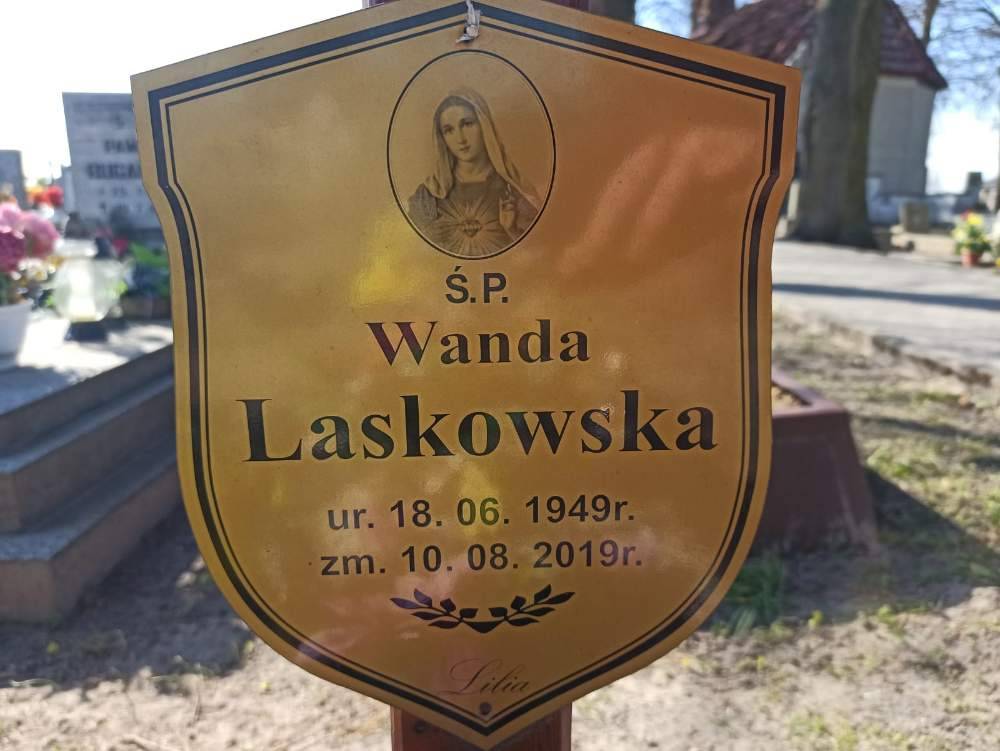 Ś.P.
Wanda
Laskowska
ur. 18. 06. 1949r.
zm. 10. 08. 2019r.
Lilia